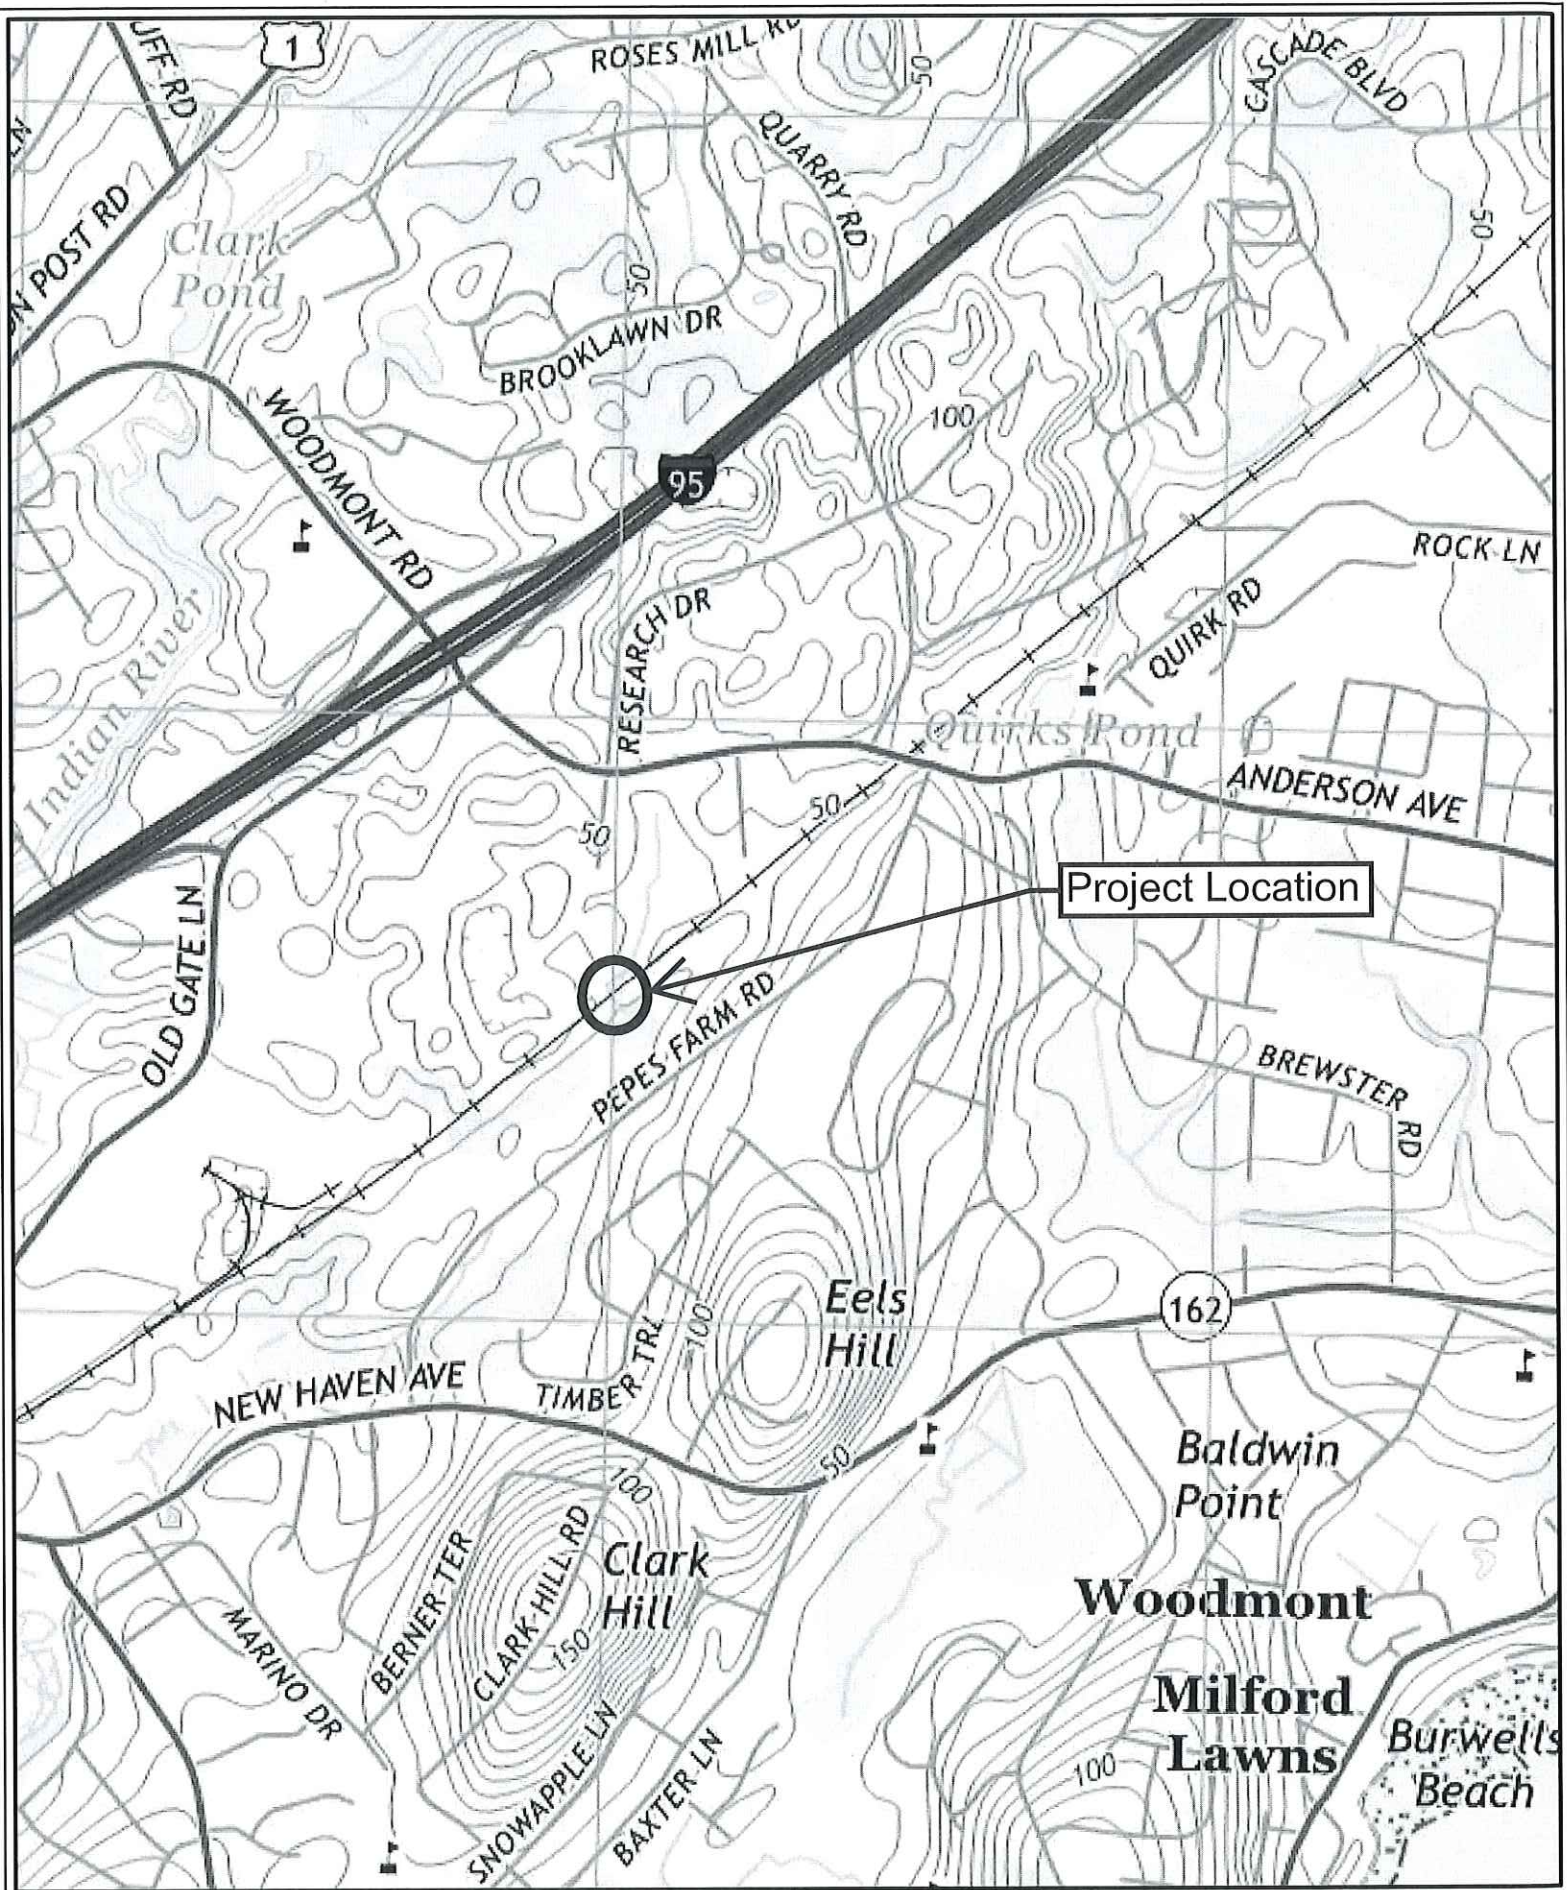 UFF RD
1
ROSES MILL RD
50
CASCADE BLVD
LN
QUARRY RD
ON POST RD
Clark
Pond
50
50
BROOKLAWN DR
WOODMONT RD
100
95
ROCK LN
Indian River
RESEARCH DR
QUIRK RD
Quirks Pond
ANDERSON AVE
50
50
Project Location
OLD GATE LN
PEPES FARM RD
BREWSTER RD
Eels
Hill
100
162
NEW HAVEN AVE
TIMBER TRL
50
Baldwin
Point
100
CLARK HILL RD
Clark
Hill
BERNER TER
Woodmont
MARINO DR
150
Milford
Lawns
SNOWAPPLE LN
BAXTER LN
100
Burwells
Beach